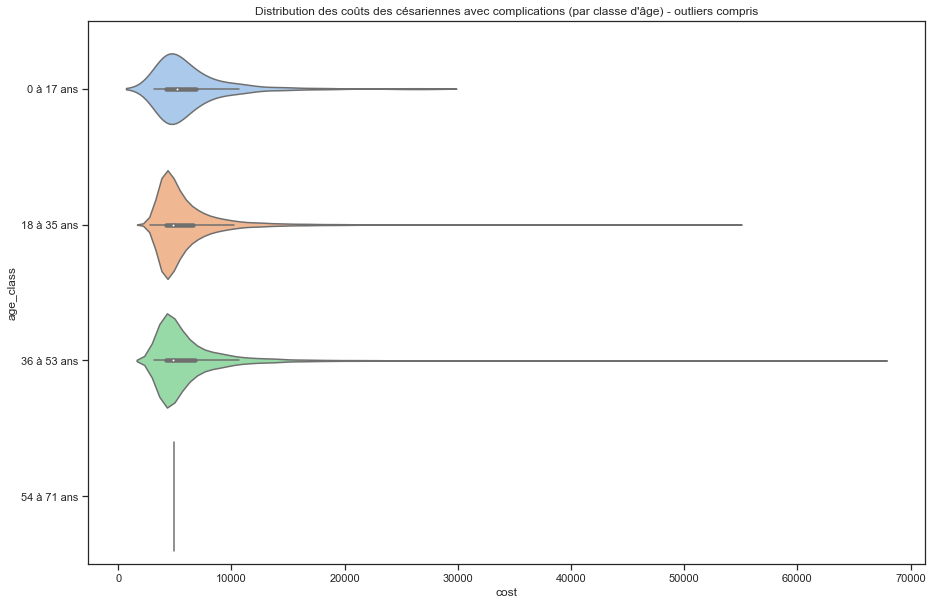 Distribution des coûts des césariennes avec complications (par classe d'âge) - outliers compris
0 à 17 ans
18 à 35 ans
36 à 53 ans
54 à 71 ans
age_class
0 10000 20000 30000 40000 50000 60000 70000
cost